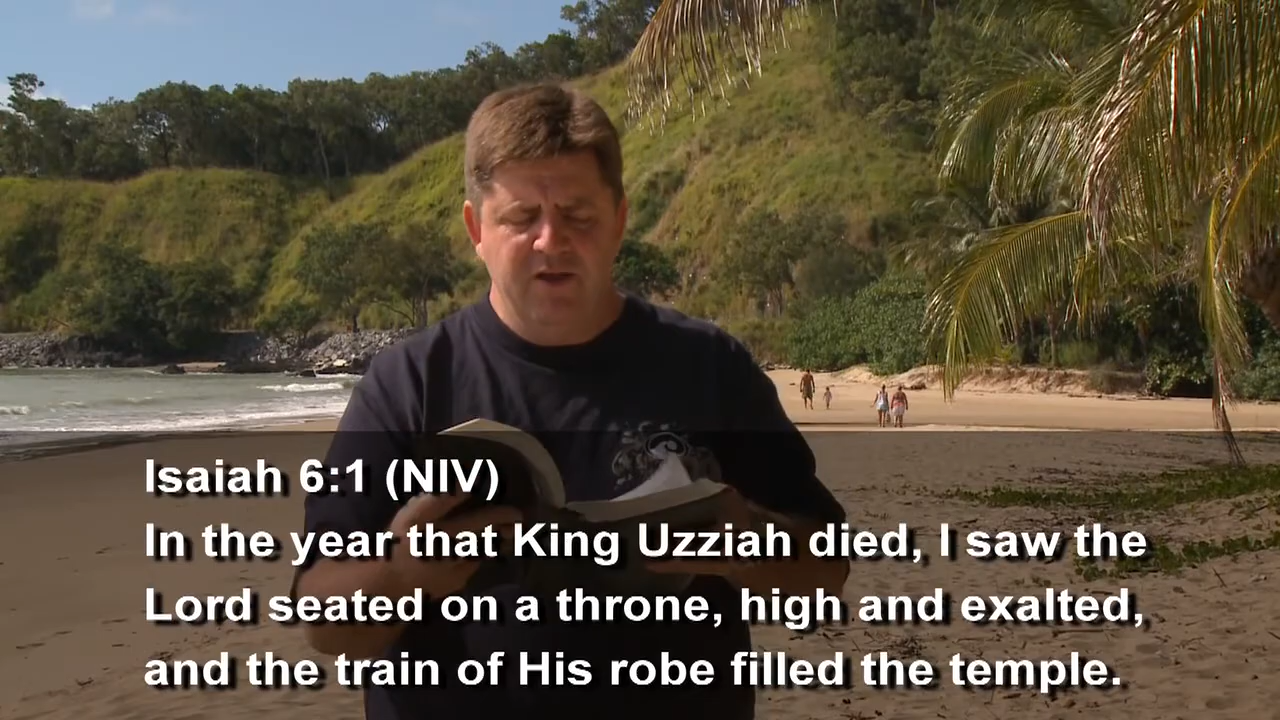 Isaiah 6:1 (NIV)
In the year that King Uzziah died, I saw the
Lord seated on a throne, high and exalted,
and the train of His robe filled the temple.